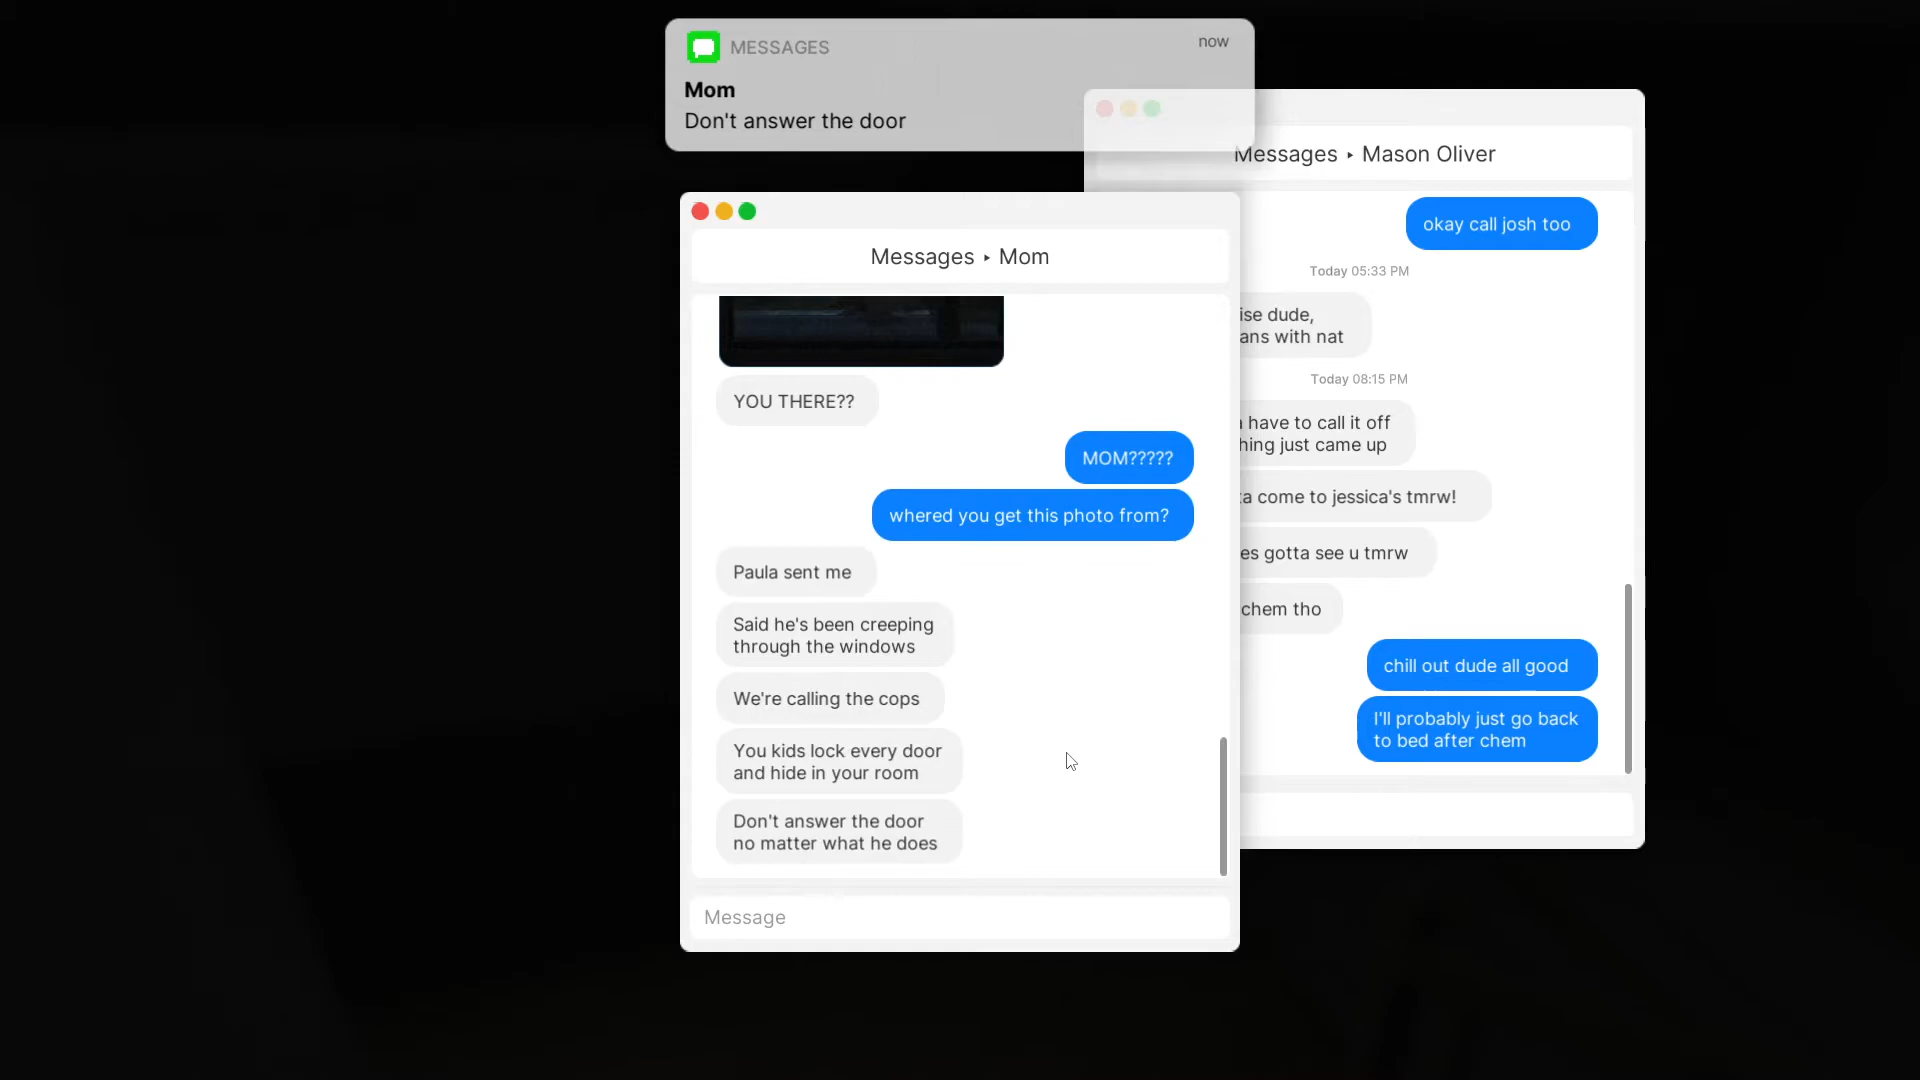 MESSAGES
now
Mom
Don't answer the door
Messages ▸ Mom
YOU THERE??
MOM?????
whered you get this photo from?
Paula sent me
Said he's been creeping
through the windows
We're calling the cops
You kids lock every door
and hide in your room
Don't answer the door
no matter what he does
Message
Messages ▸ Mason Oliver
okay call josh too
Today 05:33 PM
dude,
with nat
Today 08:15 PM
have to call it off
just came up
come to jessica's tmrw!
gotta see u tmrw
chem tho
chill out dude all good
I'll probably just go back
to bed after chem